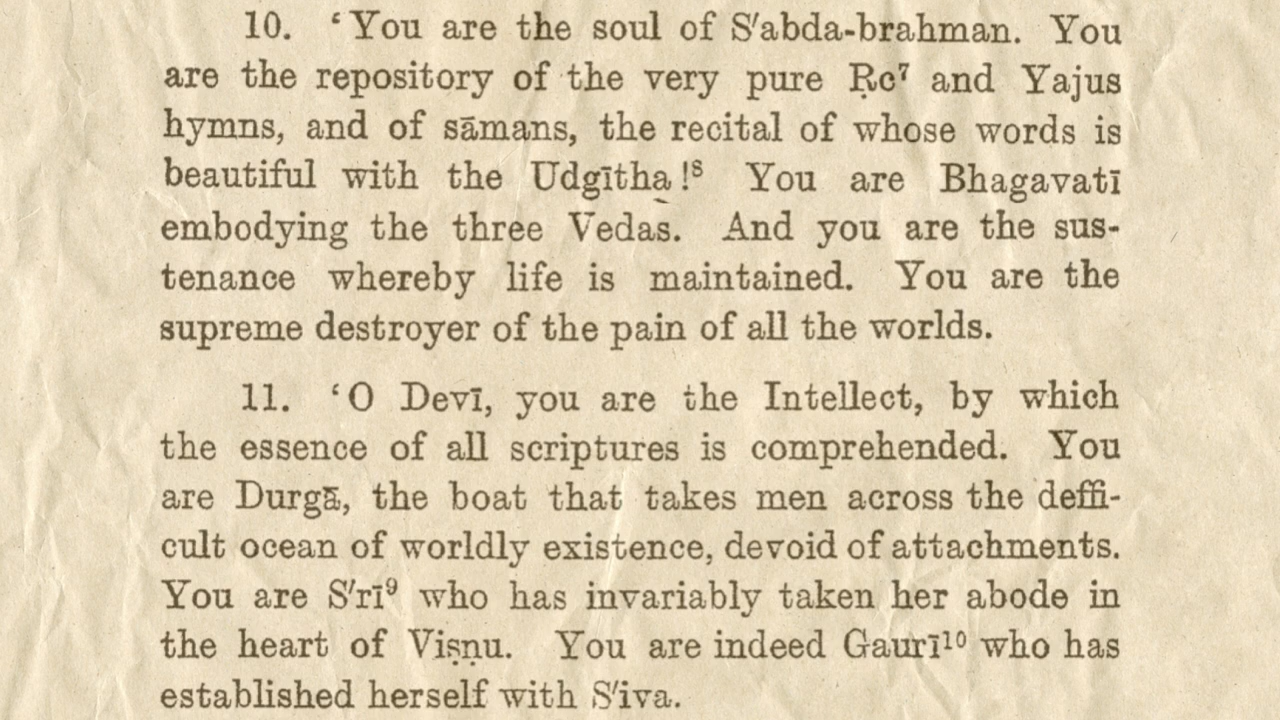 10. ‘You are the soul of S′abda-brahman. You
are the repository of the very pure Ṛc⁷ and Yajus
hymns, and of sāmans, the recital of whose words is
beautiful with the Udgītha !⁸ You are Bhagavatī
embodying the three Vedas. And you are the sus-
tenance whereby life is maintained. You are the
supreme destroyer of the pain of all the worlds.
11. ‘O Devī, you are the Intellect, by which
the essence of all scriptures is comprehended. You
are Durgā, the boat that takes men across the deffi-
cult ocean of worldly existence, devoid of attachments.
You are S′rī⁹ who has invariably taken her abode in
the heart of Viṣṇu. You are indeed Gaurī¹⁰ who has
established herself with S′iva.